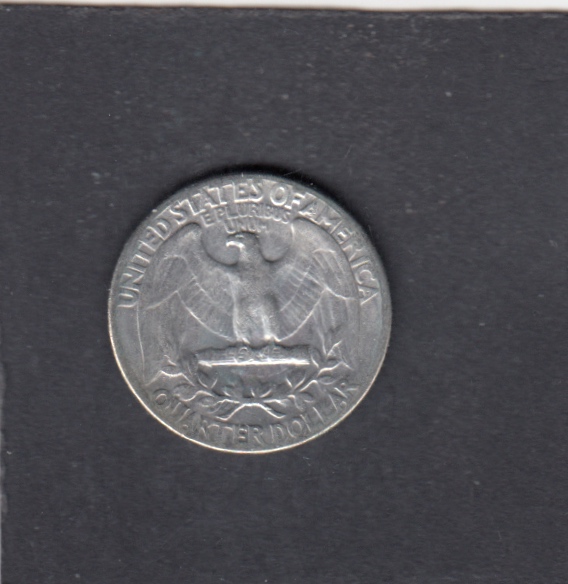 UNITED STATES OF AMERICA
E PLURIBUS
UNUM
QUARTER DOLLAR